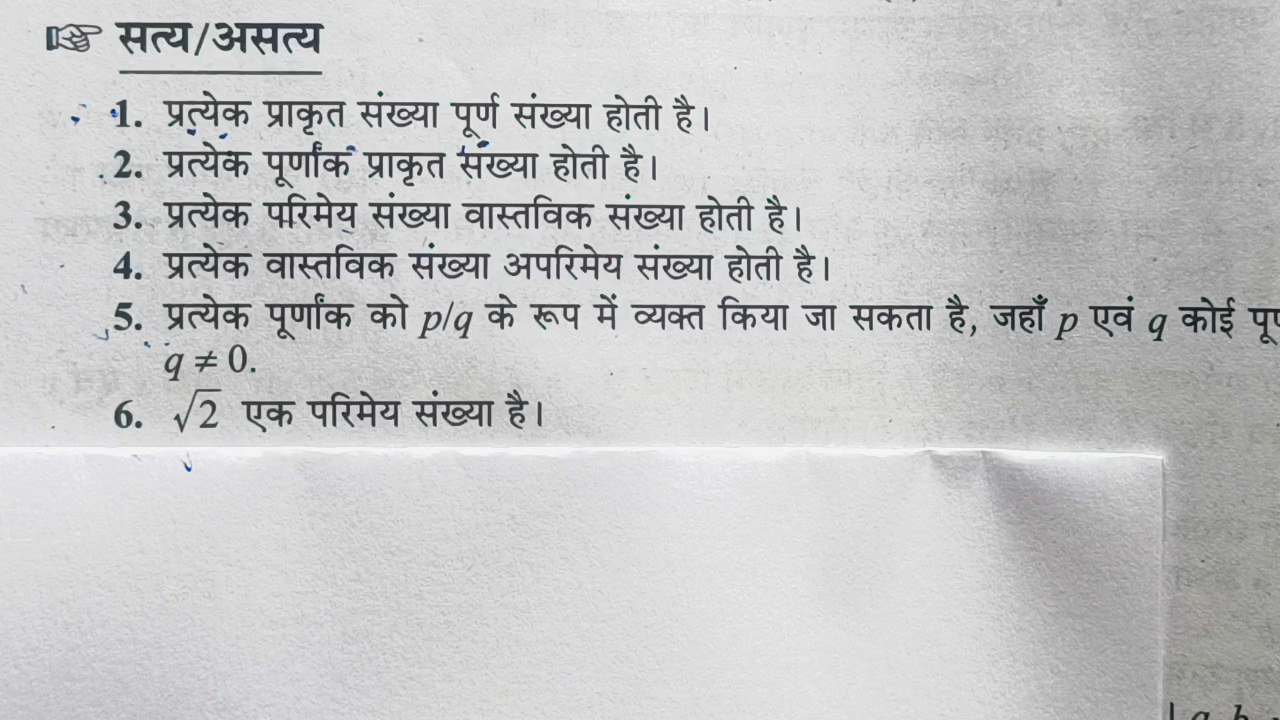 ☞ सत्य/असत्य
1. प्रत्येक प्राकृत संख्या पूर्ण संख्या होती है।
2. प्रत्येक पूर्णांक प्राकृत संख्या होती है।
3. प्रत्येक परिमेय संख्या वास्तविक संख्या होती है।
4. प्रत्येक वास्तविक संख्या अपरिमेय संख्या होती है।
5. प्रत्येक पूर्णांक को p/q के रूप में व्यक्त किया जा सकता है, जहाँ p एवं q कोई
q ≠ 0.
6. √2 एक परिमेय संख्या है।